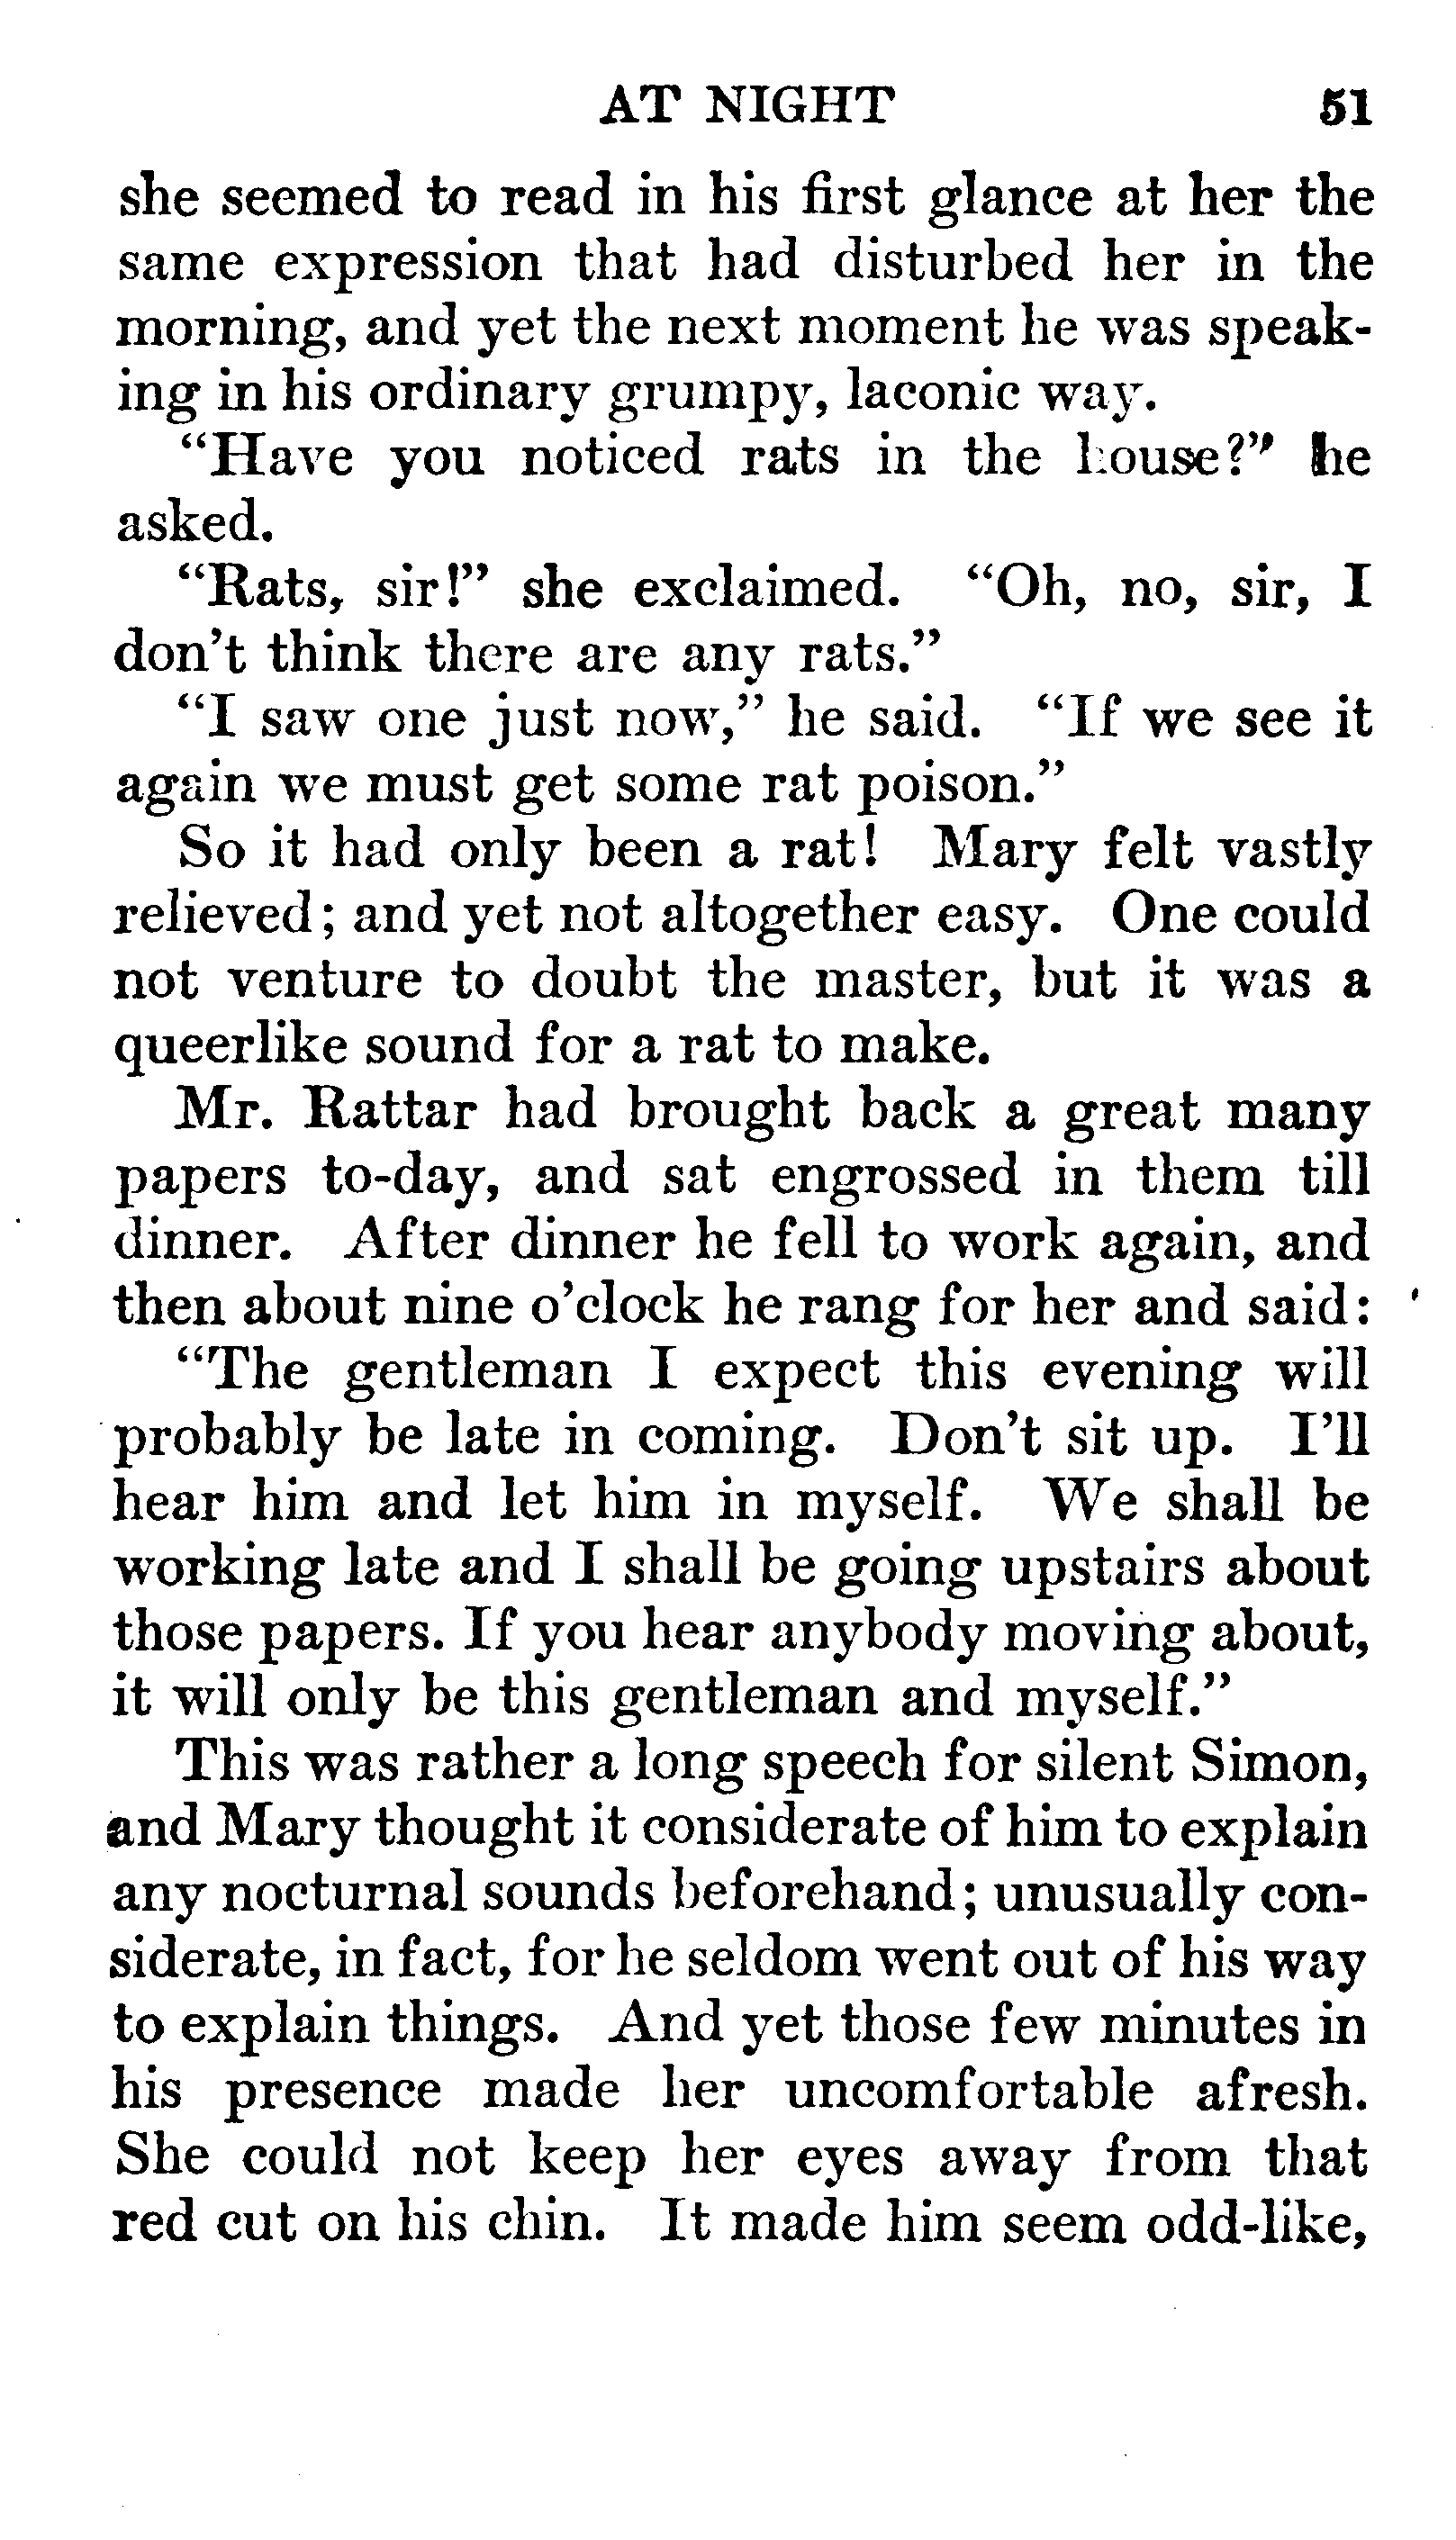 AT NIGHT 51
she seemed to read in his first glance at her the
same expression that had disturbed her in the
morning, and yet the next moment he was speak-
ing in his ordinary grumpy, laconic way.
“Have you noticed rats in the house?” he
asked.
“Rats, sir!” she exclaimed. “Oh, no, sir, I
don't think there are any rats.”
“I saw one just now,” he said. “If we see it
again we must get some rat poison.”
So it had only been a rat! Mary felt vastly
relieved; and yet not altogether easy. One could
not venture to doubt the master, but it was a
queerlike sound for a rat to make.
Mr. Rattar had brought back a great many
papers to-day, and sat engrossed in them till
dinner. After dinner he fell to work again, and
then about nine o'clock he rang for her and said:
“The gentleman I expect this evening will
probably be late in coming. Don't sit up. I'll
hear him and let him in myself. We shall be
working late and I shall be going upstairs about
those papers. If you hear anybody moving about,
it will only be this gentleman and myself.”
This was rather a long speech for silent Simon,
and Mary thought it considerate of him to explain
any nocturnal sounds beforehand; unusually con-
siderate, in fact, for he seldom went out of his way
to explain things. And yet those few minutes in
his presence made her uncomfortable afresh.
She could not keep her eyes away from that
red cut on his chin. It made him seem odd-like,